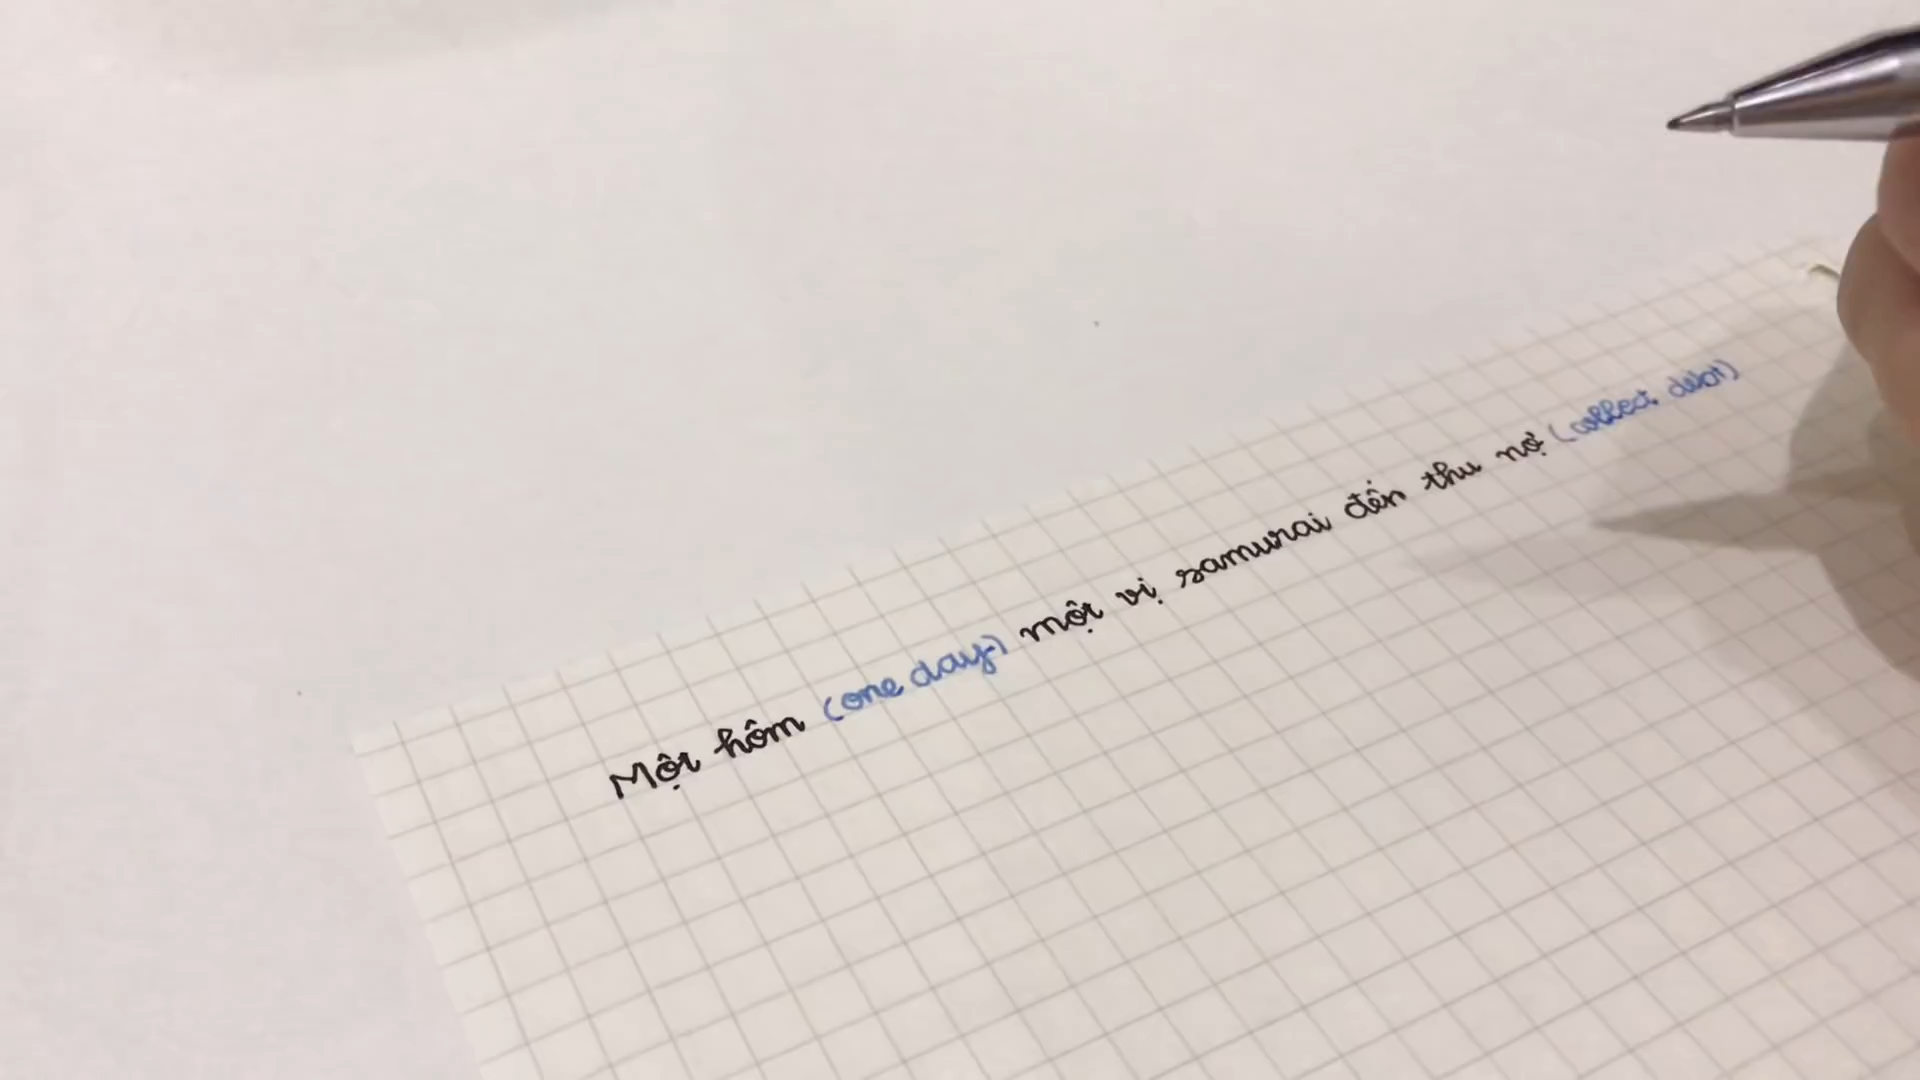 Một hôm (one day) một vị samurai đến thu nợ (collect debt)